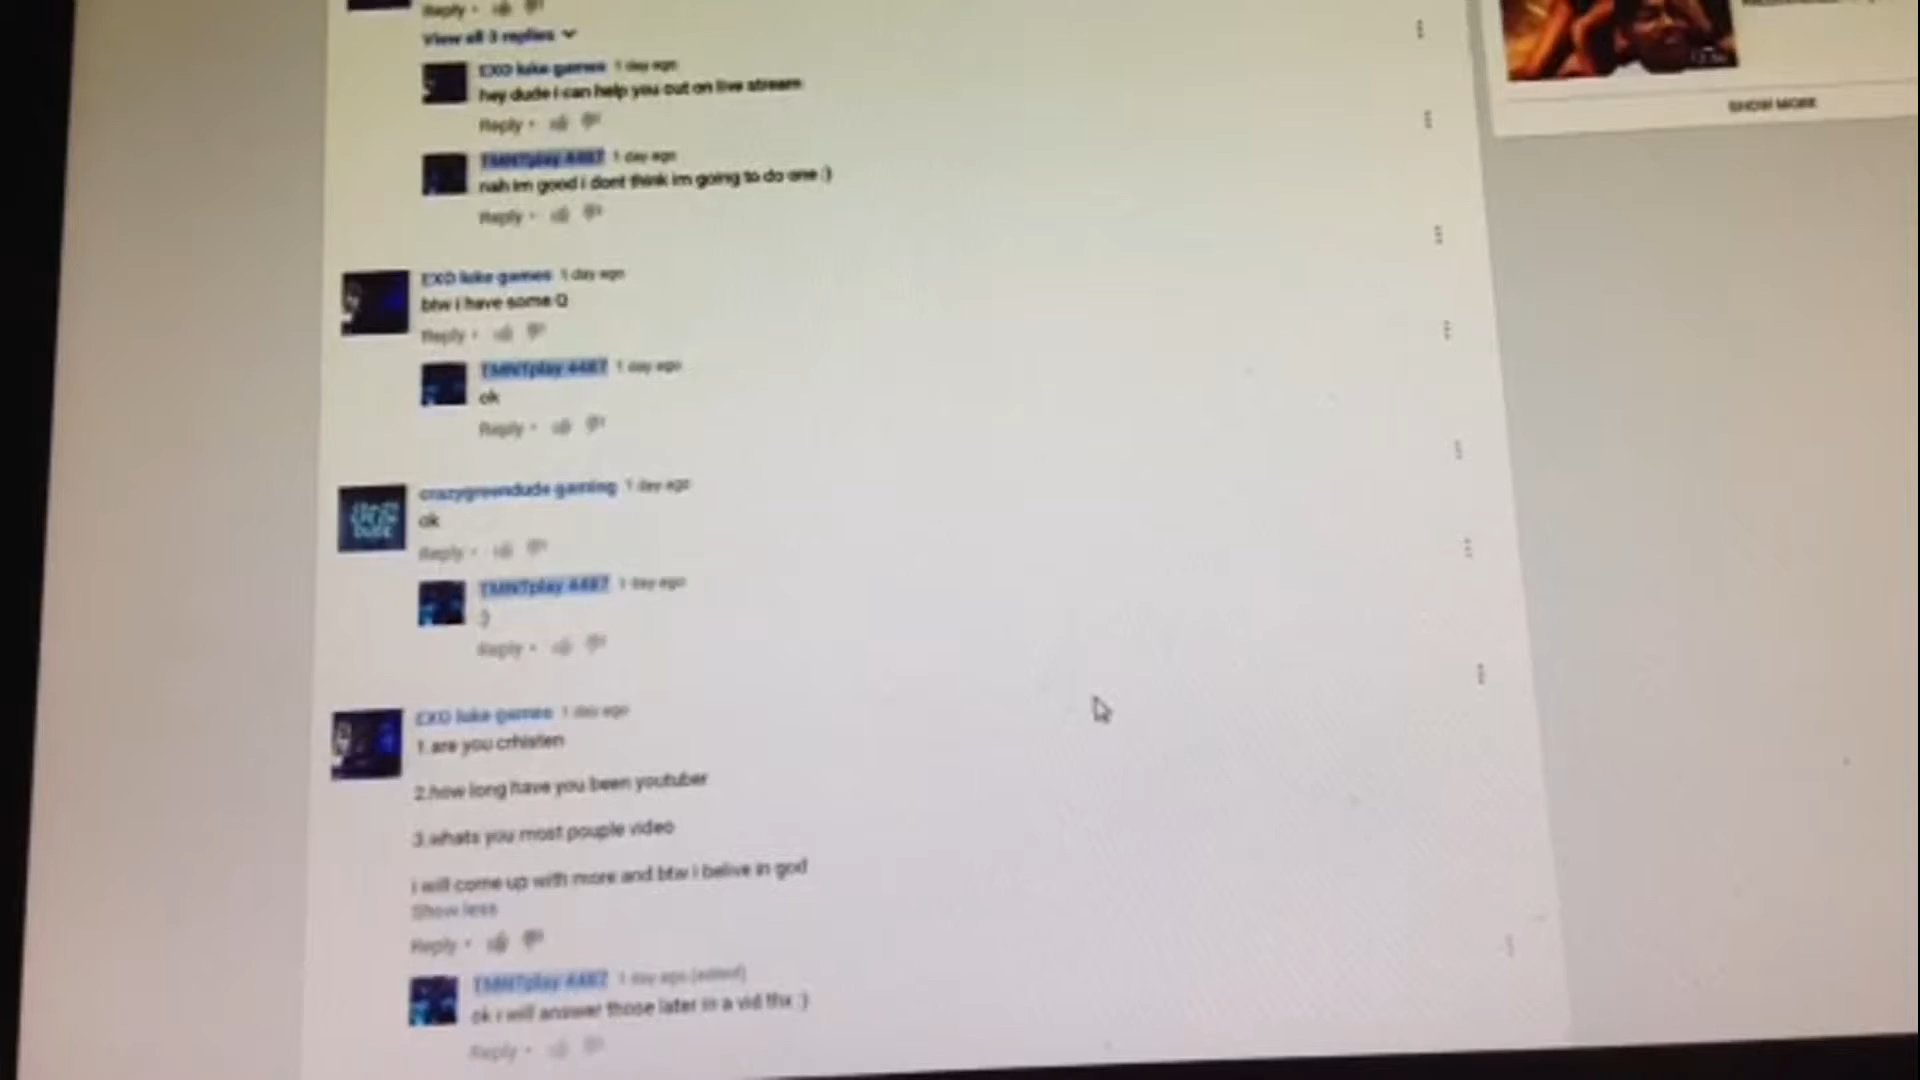 Reply •
View all 3 replies
EXO luke games 1 day ago
hey dude i can help you out on live stream
Reply •
TMNTplay 4487 1 day ago
nah im good i dont think im going to do one :)
Reply •
EXO luke games 1 day ago
btw i have some Q
Reply •
TMNTplay 4487 1 day ago
ok
Reply •
crazygreendude gaming 1 day ago
ok
Reply •
TMNTplay 4487 1 day ago
:)
Reply •
EXO luke games 1 day ago
1.are you crhisten
2.how long have you been youtuber
3.whats you most pouple video
i will come up with more and btw i belive in god
Show less
Reply •
TMNTplay 4487 1 day ago (edited)
ok i will answer those later in a vid thx :)
Reply •
SHOW MORE